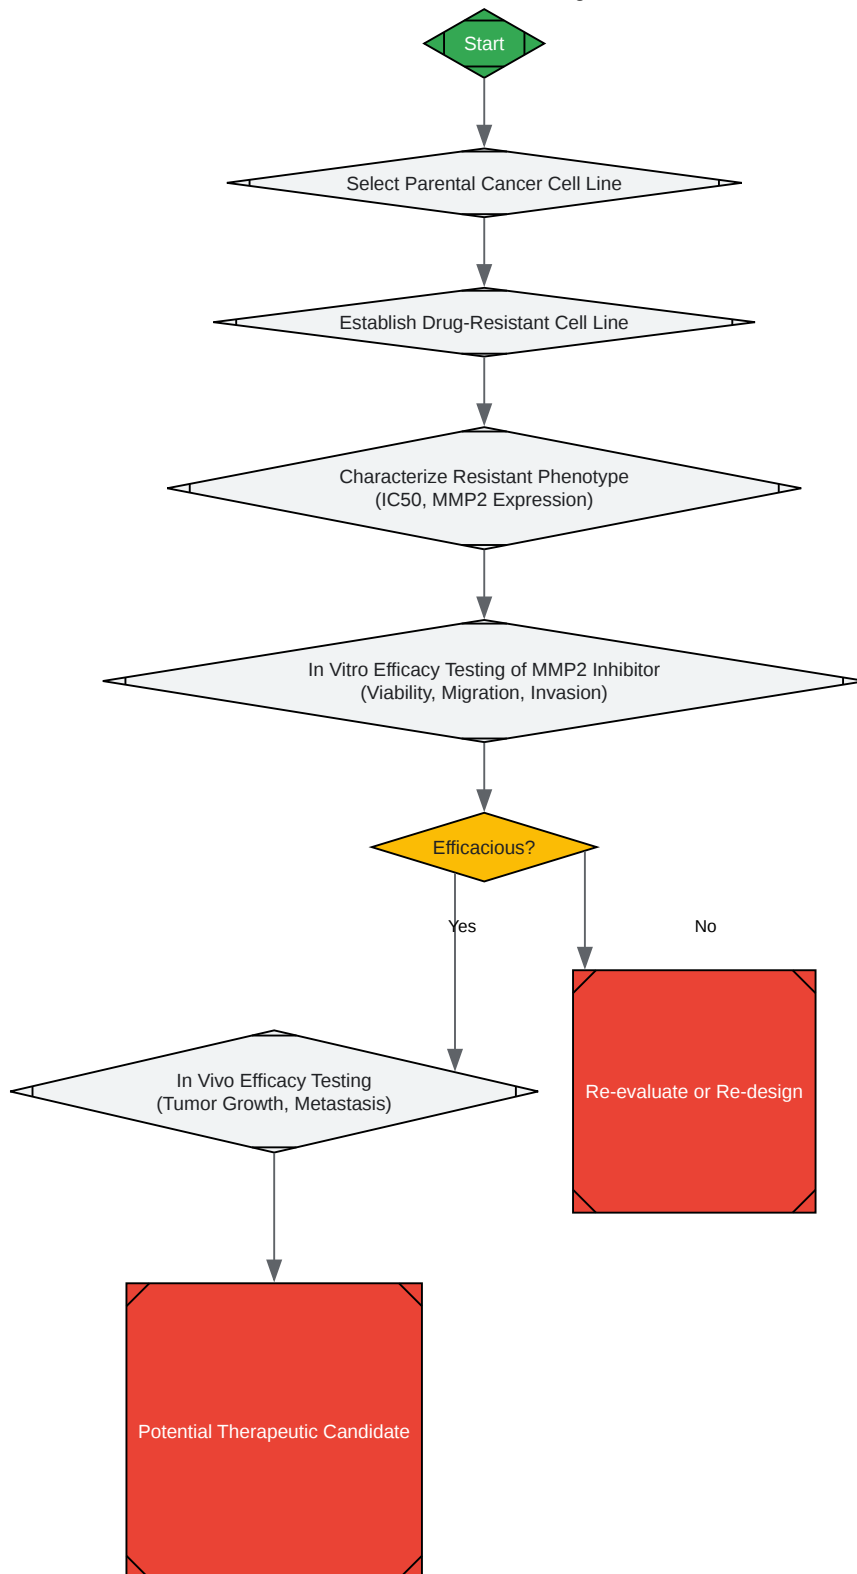 Start
Select Parental Cancer Cell Line
Establish Drug-Resistant Cell Line
Characterize Resistant Phenotype
(IC50, MMP2 Expression)
In Vitro Efficacy Testing of MMP2 Inhibitor
(Viability, Migration, Invasion)
Efficacious?
Yes
No
In Vivo Efficacy Testing
(Tumor Growth, Metastasis)
Re-evaluate or Re-design
Potential Therapeutic Candidate